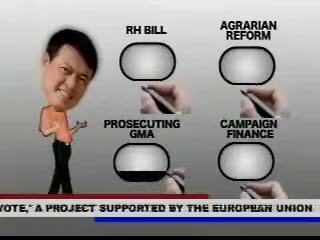 RH BILL
AGRARIAN
REFORM
PROSECUTING
GMA
CAMPAIGN
FINANCE
VOTE," A PROJECT SUPPORTED BY THE EUROPEAN UNION